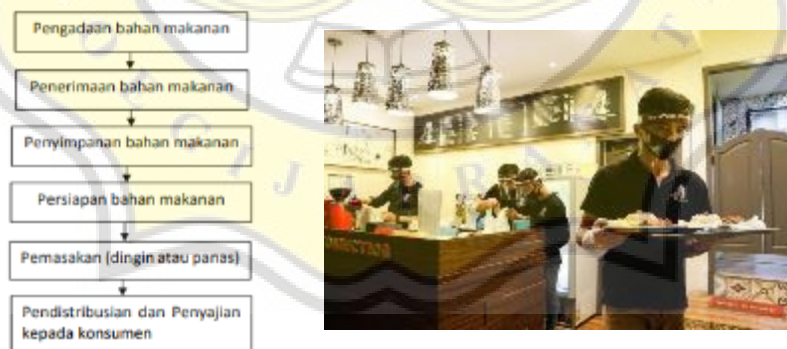 Pengadaan bahan makanan
Penerimaan bahan makanan
Penyimpanan bahan makanan
Persiapan bahan makanan
Pemasakan (dingin atau panas)
Pendistribusian dan Penyajian
kepada konsumen